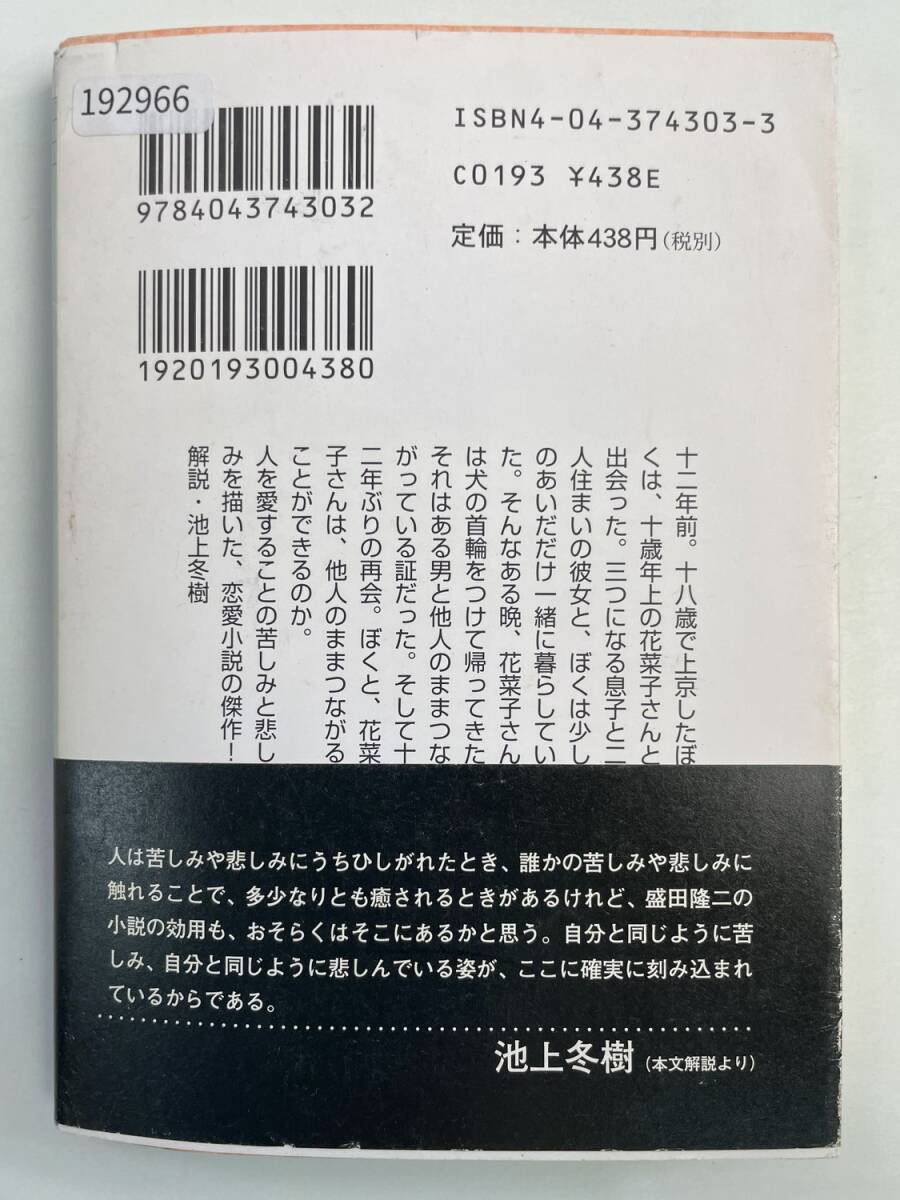 192966
ISBN4-04-374303-3
C0193 ¥438E
定価：本体438円（税別）
9784043743032
1920193004380
十二年前。十八歳で上京したぼ
くは、十歳年上の花菜子さんと
出会った。三つになる息子と二
人住まいの彼女と、ぼくは少し
のあいだだけ一緒に暮らしてい
た。そんなある晩、花菜子さん
は犬の首輪をつけて帰ってきた
それはある男と他人のままつな
がっている証だった。そして十
二年ぶりの再会。ぼくと、花菜
子さんは、他人のままつながる
ことができるのか。
人を愛することの苦しみと悲し
みを描いた、恋愛小説の傑作！
解説・池上冬樹
人は苦しみや悲しみにうちひしがれたとき、誰かの苦しみや悲しみに
触れることで、多少なりとも癒されるときがあるけれど、盛田隆二の
小説の効用も、おそらくはそこにあるかと思う。自分と同じように苦
しみ、自分と同じように悲しんでいる姿が、ここに確実に刻み込まれ
ているからである。
池上冬樹（本文解説より）